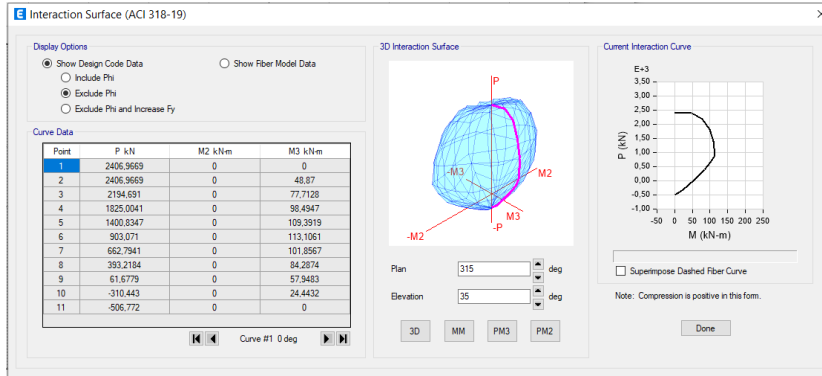 E Interaction Surface (ACI 318-19)
Display Options
Show Design Code Data
Show Fiber Model Data
Include Phi
Exclude Phi
Exclude Phi and Increase Fy
Curve Data
Point P kN M2 kN-m M3 kN-m
1 2406,9669 0 0
2 2406,9669 0 48,87
3 2194,691 0 77,7128
4 1825,0041 0 98,4947
5 1400,8347 0 109,3919
6 903,071 0 113,1061
7 662,7941 0 101,8567
8 393,2184 0 84,2874
9 61,6779 0 57,9483
10 -310,443 0 24,4432
11 -506,772 0 0
Curve #1 0 deg
3D Interaction Surface
P
-M3
M2
M3
-M2
-P
Plan 315 deg
Elevation 35 deg
3D MM PM3 PM2
Current Interaction Curve
E+3
3,50
3,00
2,50
2,00
1,50
1,00
0,50
0,00
-0,50
-1,00
P (kN)
-50 0 50 100 150 200 250
M (kN-m)
Superimpose Dashed Fiber Curve
Note: Compression is positive in this form.
Done